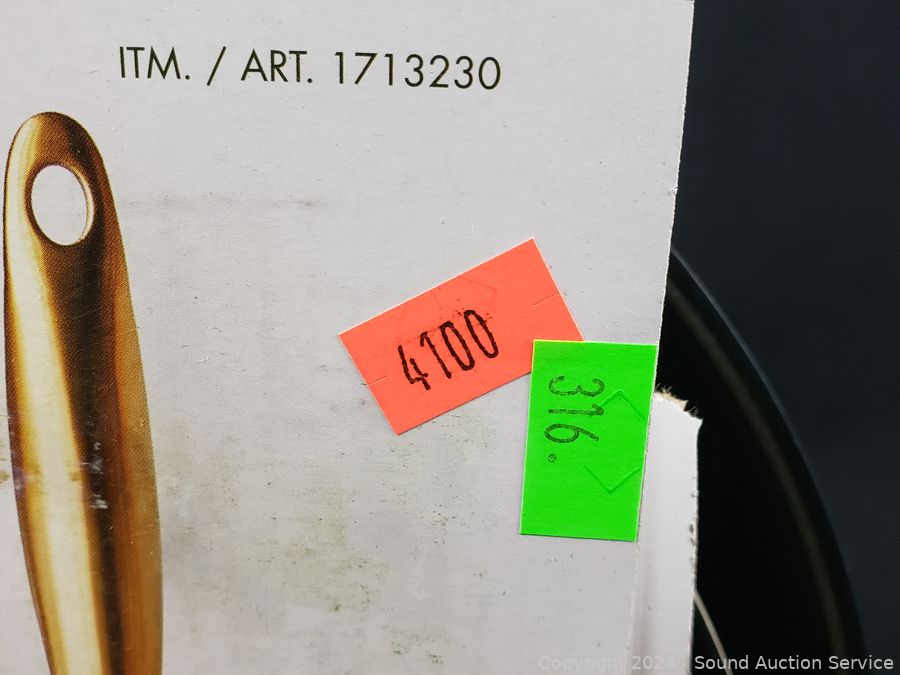 ITM. / ART. 1713230
4100
316.
Copyright 2024 - Sound Auction Service